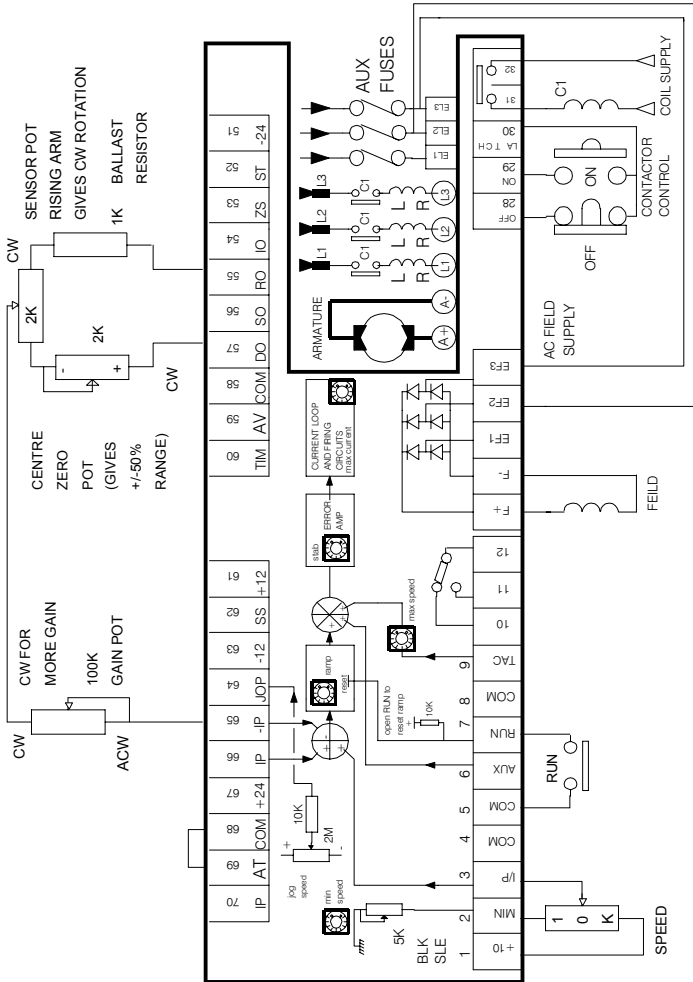 CW FOR
MORE GAIN
100K
GAIN POT
CW
ACW
CENTRE
ZERO
POT
(GIVES
+/-50%
RANGE)
SENSOR POT
RISING ARM
GIVES CW ROTATION
1K BALLAST
RESISTOR
CW
2K
2K
- +
CW
70 69 68 67 66 65 64 63 62 61
IP AT COM +24 IP -IP JOP -12 SS +12
60 59 58 57 56 55 54 53 52 51
TIM AV COM DO SO RO IO ZS ST -24
jog
speed
+ -
10K
2M
min
speed
5K
BLK
SLE
ramp
reset
open RUN to
reset ramp
+
10K
stab
ERROR
AMP
max speed
CURRENT LOOP
AND FIRING
CIRCUITS
max current
ARMATURE
A+ A-
L1 L2 L3
C1 C1 C1
L L L
R R R
L1 L2 L3
AUX
FUSES
EL1 EL2 EL3
+10 MIN I/P COM COM AUX RUN COM TAC
1 2 3 4 5 6 7 8 9 10 11 12
F+ F- EF1 EF2 EF3
AC FIELD
SUPPLY
OFF ON LATCH
28 29 30 31 32
1 0 K
SPEED
RUN
FEILD
OFF
ON
CONTACTOR
CONTROL
C1
COIL SUPPLY